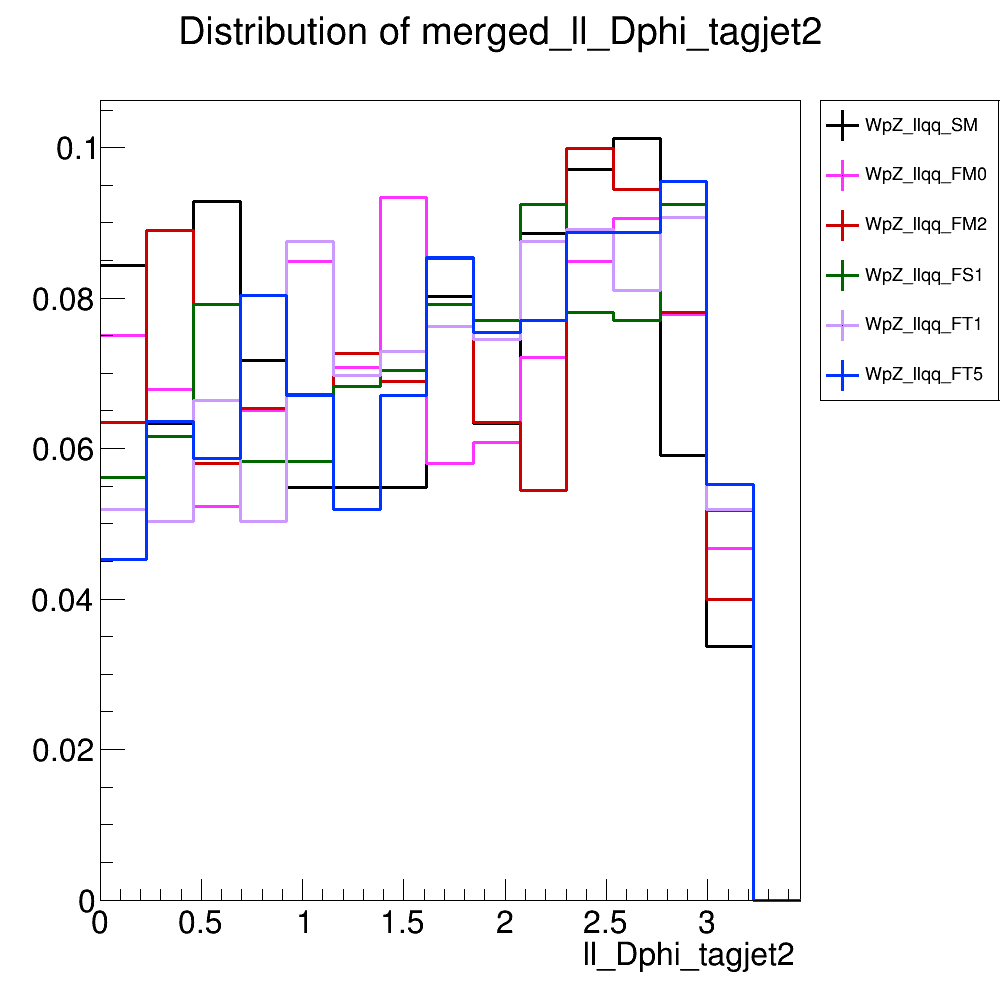 Distribution of merged_ll_Dphi_tagjet2
0.1
0.08
0.06
0.04
0.02
0
0 0.5 1 1.5 2 2.5 3
ll_Dphi_tagjet2
WpZ_llqq_SM
WpZ_llqq_FM0
WpZ_llqq_FM2
WpZ_llqq_FS1
WpZ_llqq_FT1
WpZ_llqq_FT5